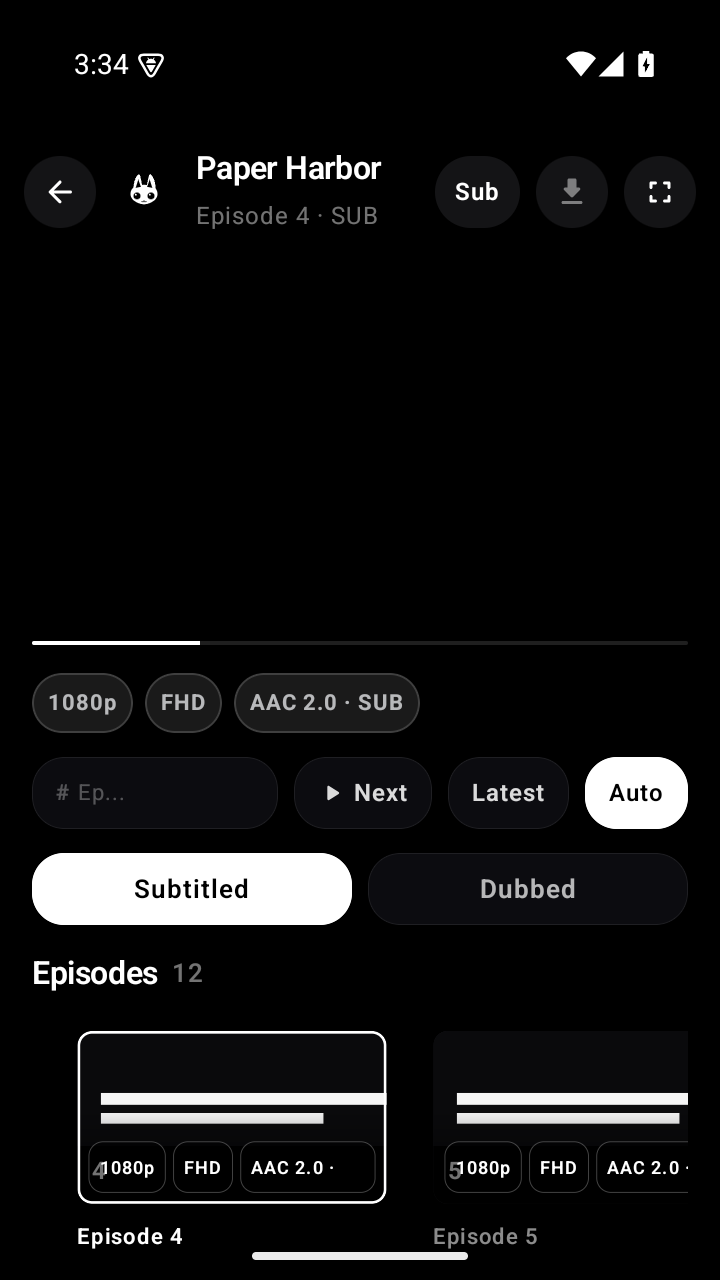 3:34
Paper Harbor
Episode 4 · SUB
Sub
1080p
FHD
AAC 2.0 · SUB
# Ep...
Next
Latest
Auto
Subtitled
Dubbed
Episodes 12
4
1080p
FHD
AAC 2.0 ·
5
1080p
FHD
AAC 2.0 ·
Episode 4
Episode 5